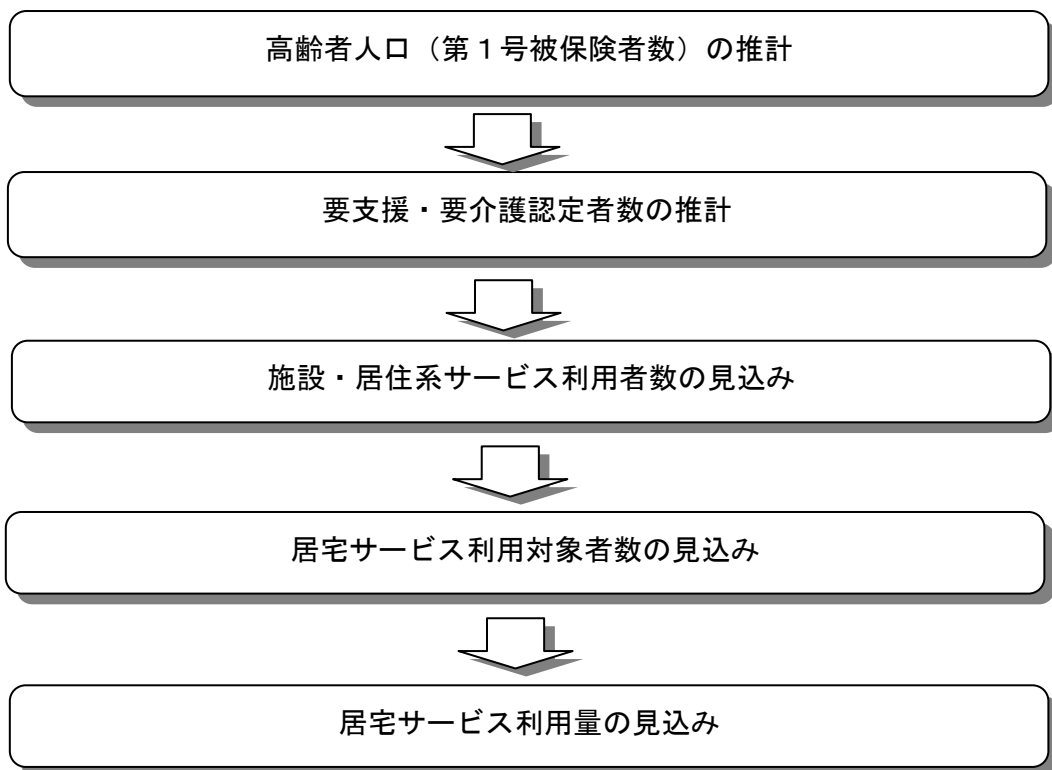 高齢者人口（第１号被保険者数）の推計
要支援・要介護認定者数の推計
施設・居住系サービス利用者数の見込み
居宅サービス利用対象者数の見込み
居宅サービス利用量の見込み